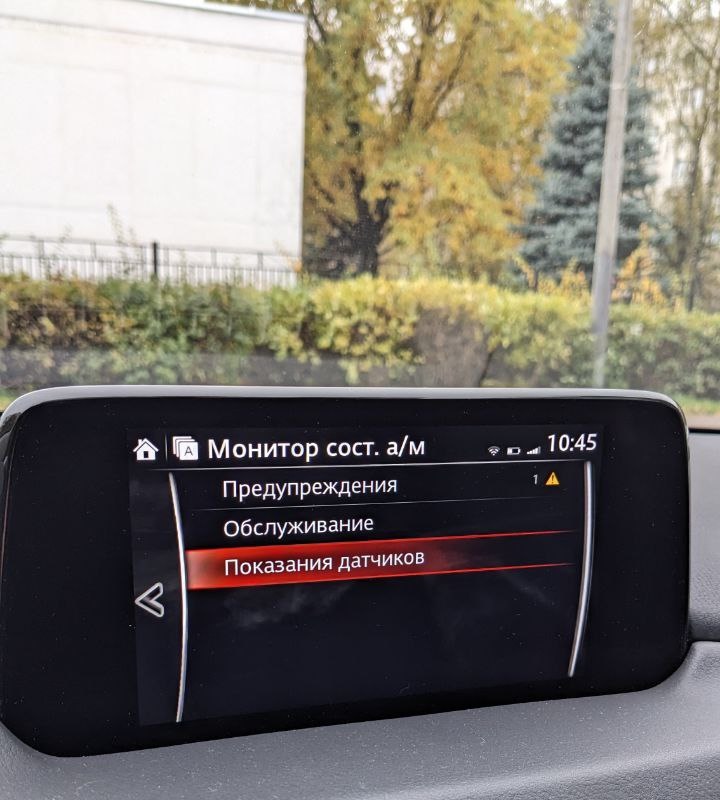 A Монитор сост. а/м 10:45
Предупреждения 1
Обслуживание
Показания датчиков